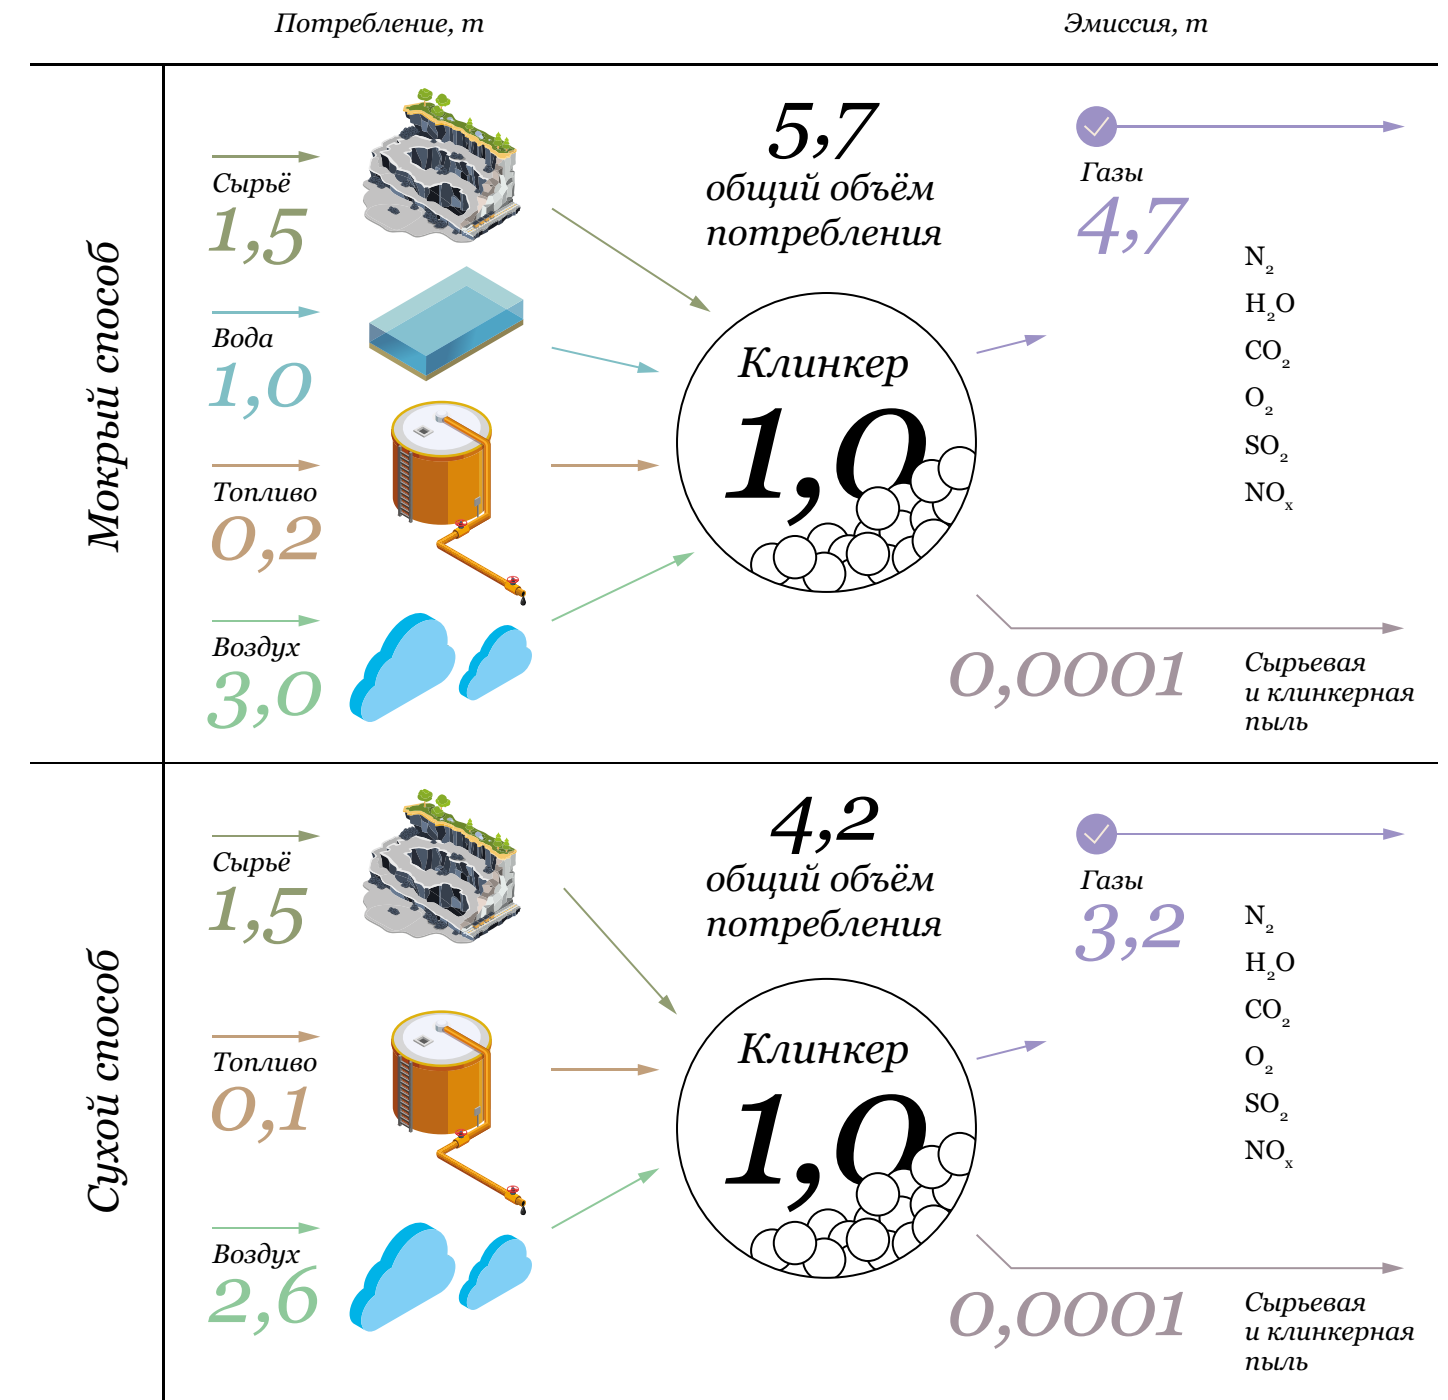 Потребление, т
Эмиссия, т
Мокрый способ
Сырьё
1,5
Вода
1,0
Топливо
0,2
Воздух
3,0
5,7
общий объём
потребления
Клинкер
1,0
Газы
4,7
N₂
H₂O
CO₂
O₂
SO₂
NOₓ
0,0001
Сырьевая
и клинкерная
пыль
Сухой способ
Сырьё
1,5
Топливо
0,1
Воздух
2,6
4,2
общий объём
потребления
Клинкер
1,0
Газы
3,2
N₂
H₂O
CO₂
O₂
SO₂
NOₓ
0,0001
Сырьевая
и клинкерная
пыль